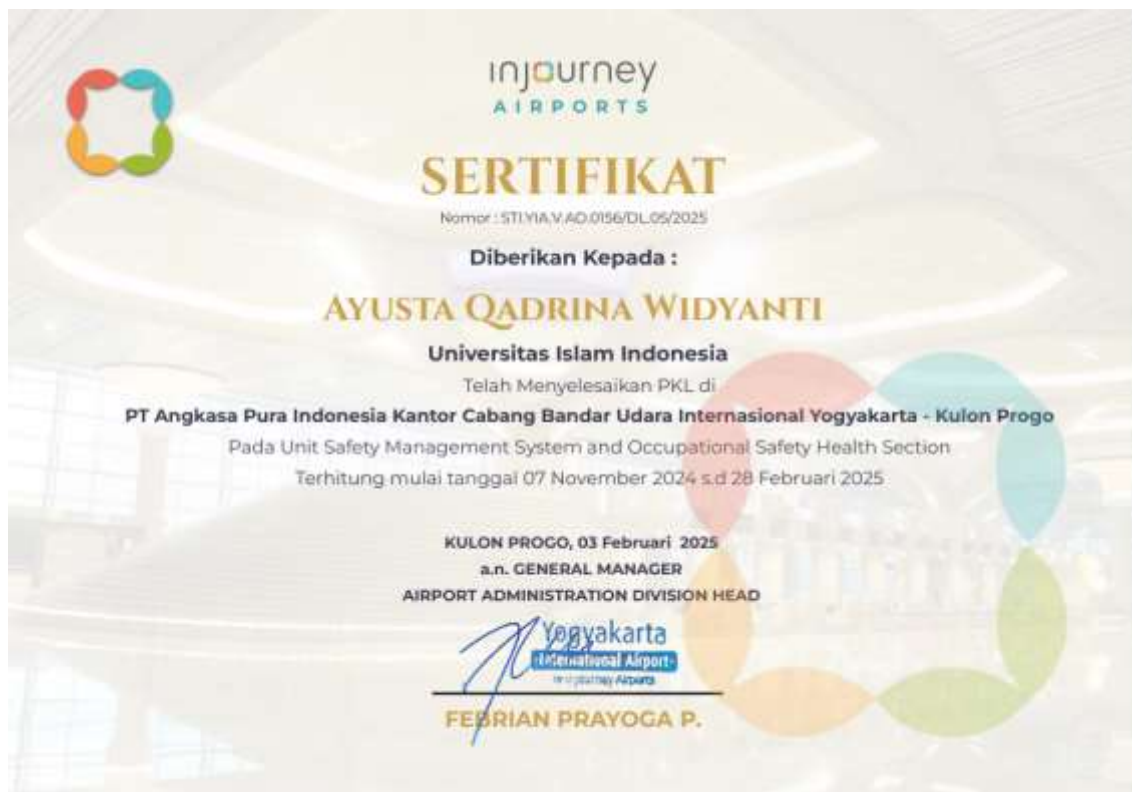 injourney
AIRPORTS
SERTIFIKAT
Nomor : STI.YIA.V.AD.0156/DL.05/2025
Diberikan Kepada :
AYUSTA QADRINA WIDYANTI
Universitas Islam Indonesia
Telah Menyelesaikan PKL di
PT Angkasa Pura Indonesia Kantor Cabang Bandar Udara Internasional Yogyakarta - Kulon Progo
Pada Unit Safety Management System and Occupational Safety Health Section
Terhitung mulai tanggal 07 November 2024 s.d 28 Februari 2025
KULON PROGO, 03 Februari 2025
a.n. GENERAL MANAGER
AIRPORT ADMINISTRATION DIVISION HEAD
Yogyakarta
International Airport
Airports
FEBRIAN PRAYOGA P.